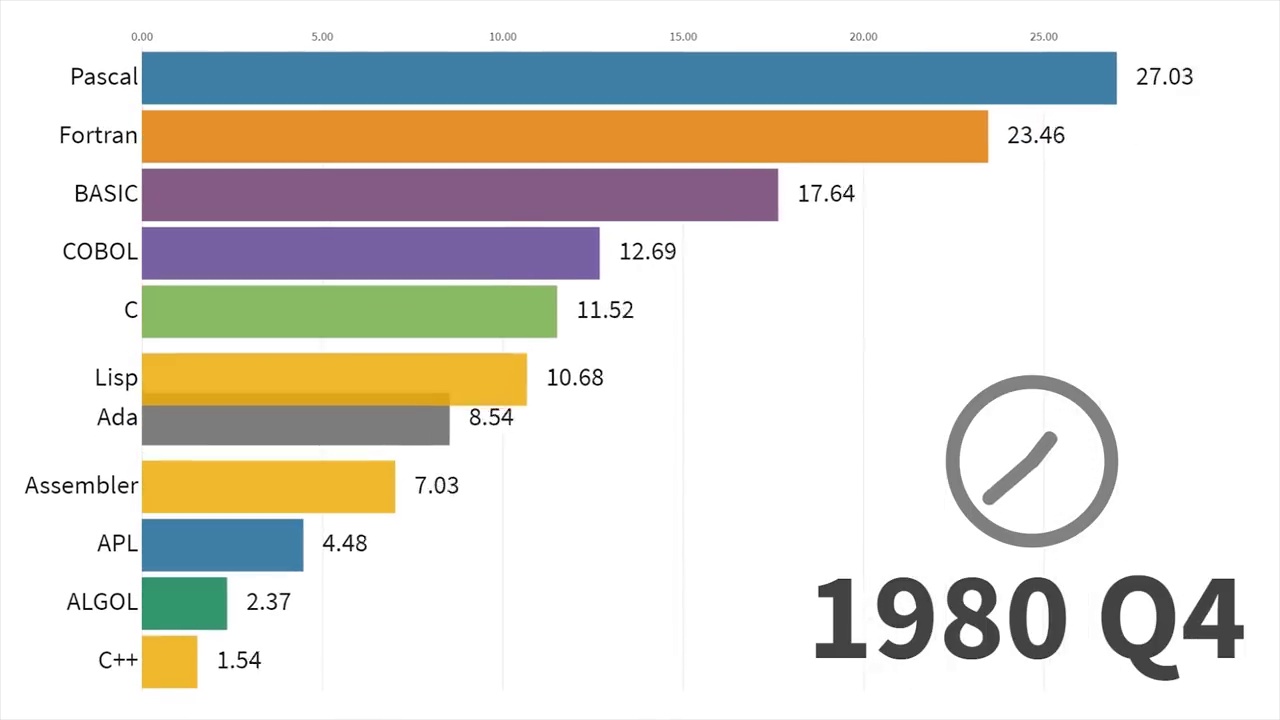 0.00 5.00 10.00 15.00 20.00 25.00
Pascal 27.03
Fortran 23.46
BASIC 17.64
COBOL 12.69
C 11.52
Lisp 10.68
Ada 8.54
Assembler 7.03
APL 4.48
ALGOL 2.37
C++ 1.54
1980 Q4